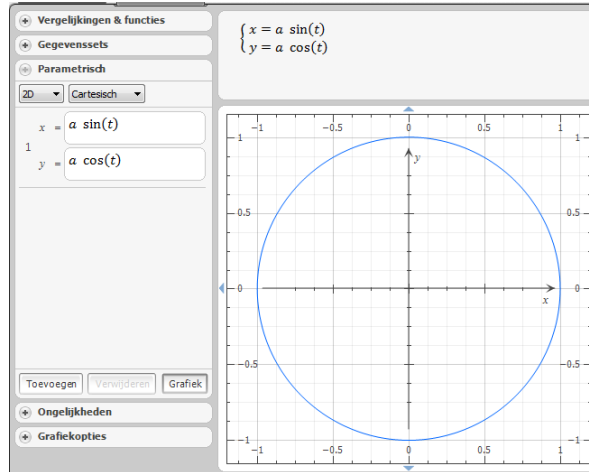 Vergelijkingen & functies
Gegevenssets
Parametrisch
2D Cartesisch
x = a sin(t)
1
y = a cos(t)
Toevoegen Verwijderen Grafiek
Ongelijkheden
Grafiekopties
{ x = a sin(t)
y = a cos(t)
-1 -0.5 0 0.5 1
1 y 1
0.5 0.5
0 x 0
-0.5 -0.5
-1 -1
-1 -0.5 0 0.5 1